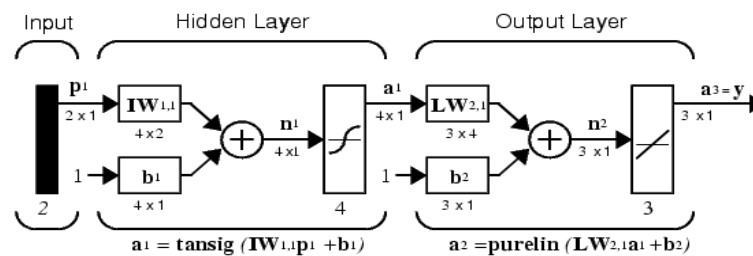 Input Hidden Layer Output Layer
p1 a1 a3 = y
IW1,1 LW2,1
2 x 1 4 x 1 3 x 1
4 x 2 n1 3 x 4 n2
4x1 3 x 1
1 b1 1 b2
2 4 x 1 4 3 x 1 3
a1 = tansig (IW1,1p1 +b1) a2 =purelin (LW2,1a1 +b2)